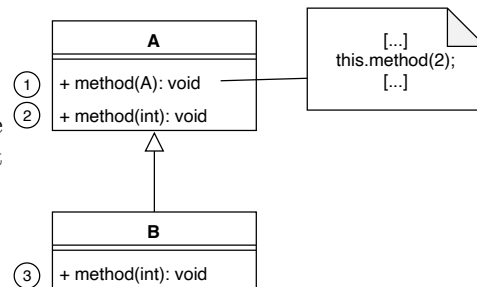 A
① + method(A): void
② + method(int): void
[...]
this.method(2);
[...]
B
③ + method(int): void